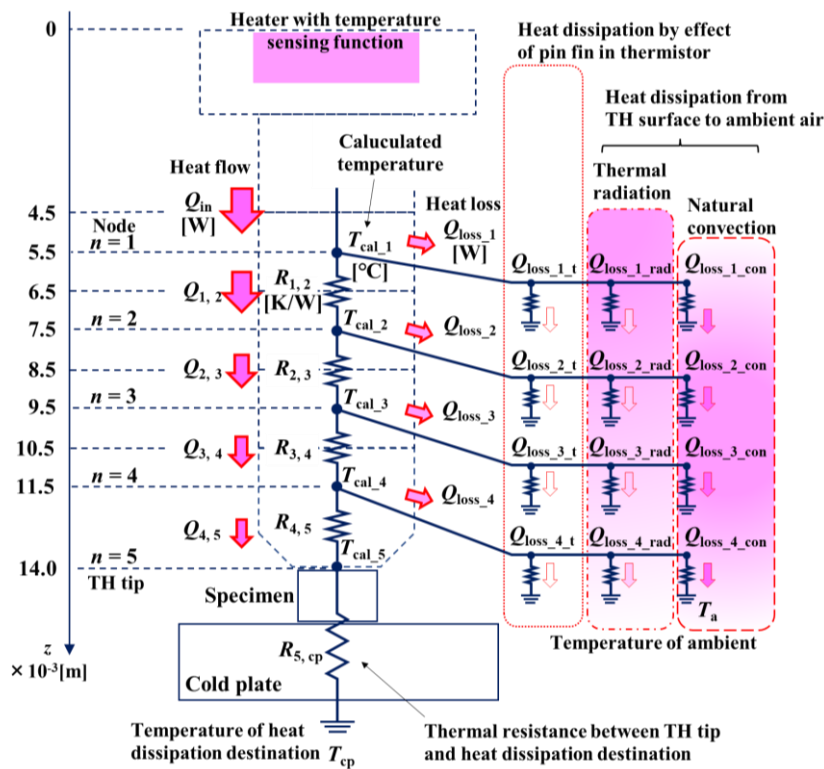 0
Heater with temperature
sensing function
Heat dissipation by effect
of pin fin in thermistor
Heat dissipation from
TH surface to ambient air
Caluculated
temperature
Heat flow
Thermal
radiation
Q_in
[W]
Heat loss
Natural
convection
4.5
Node
n = 1
T_cal_1
[°C]
Q_loss_1
[W]
5.5
Q_loss_1_t
Q_loss_1_rad
Q_loss_1_con
6.5
Q_1, 2
R_1, 2
[K/W]
n = 2
T_cal_2
Q_loss_2
7.5
Q_loss_2_t
Q_loss_2_rad
Q_loss_2_con
8.5
Q_2, 3
R_2, 3
n = 3
T_cal_3
Q_loss_3
9.5
Q_loss_3_t
Q_loss_3_rad
Q_loss_3_con
10.5
Q_3, 4
R_3, 4
n = 4
T_cal_4
Q_loss_4
11.5
Q_4, 5
R_4, 5
Q_loss_4_t
Q_loss_4_rad
Q_loss_4_con
n = 5
T_cal_5
14.0
TH tip
Specimen
T_a
Temperature of ambient
z
× 10⁻³[m]
R_5, cp
Cold plate
Temperature of heat
dissipation destination T_cp
Thermal resistance between TH tip
and heat dissipation destination